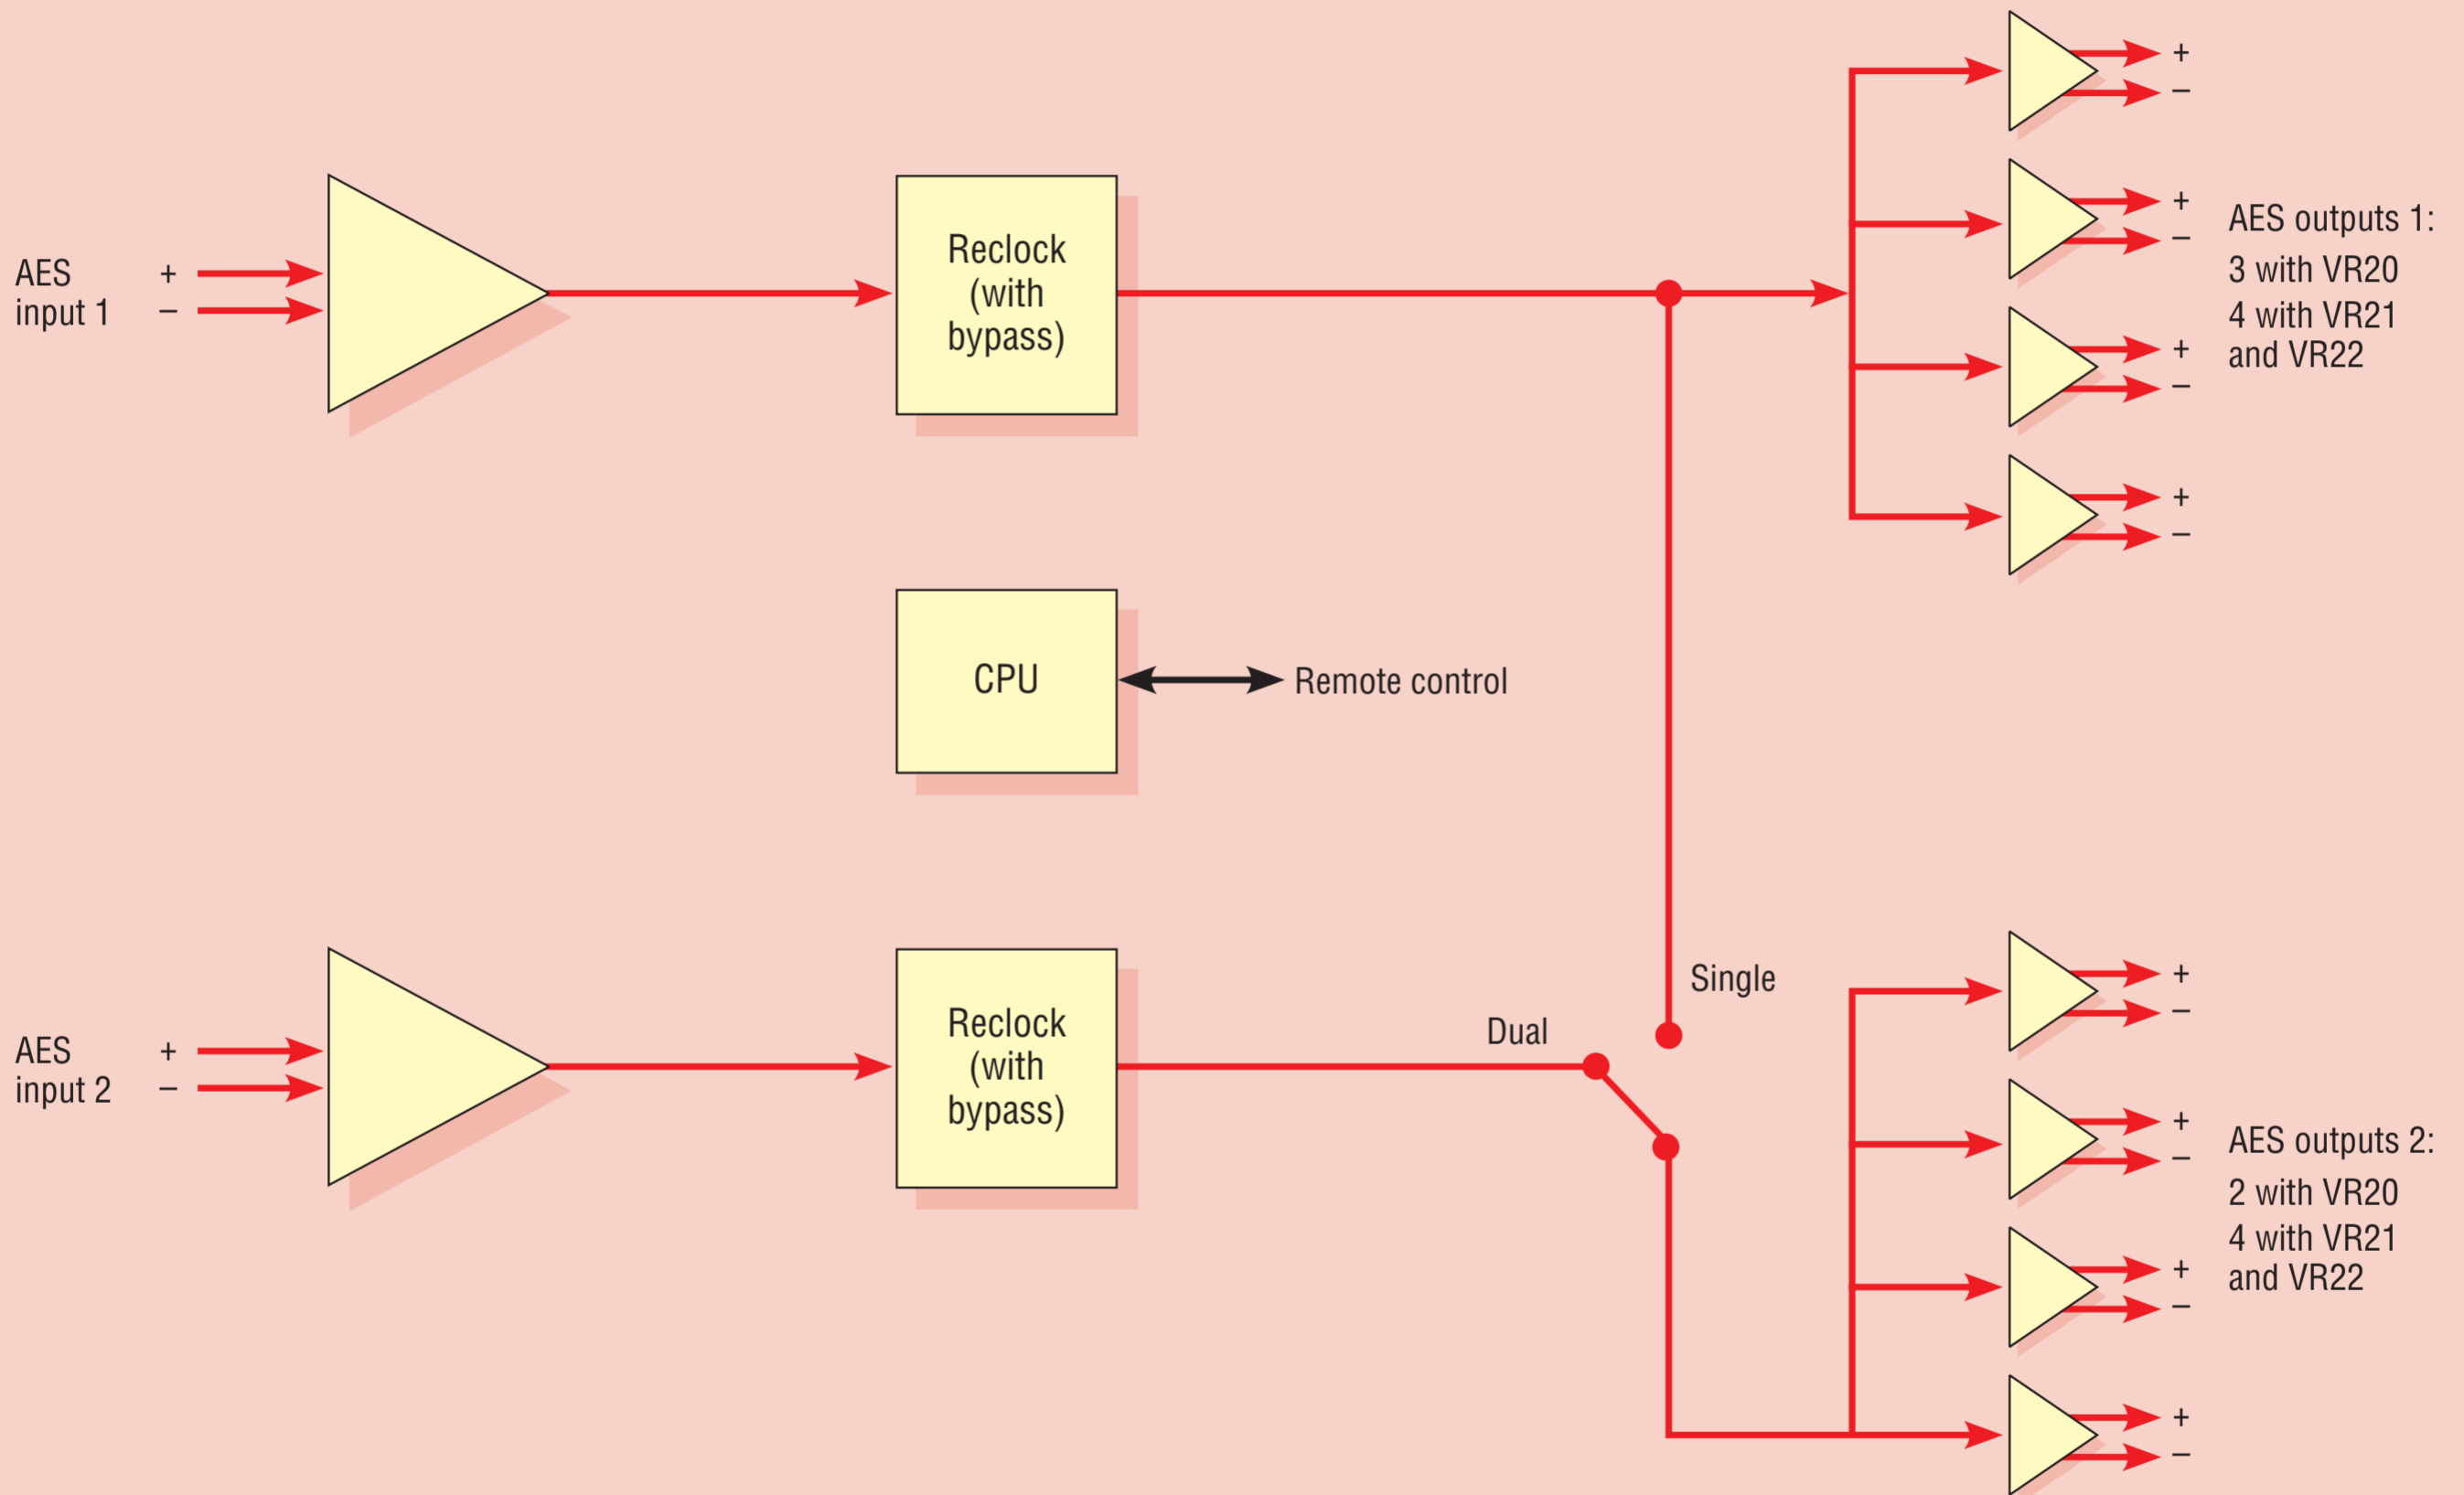 +
–
+
–
+
–
+
–
AES outputs 1:
3 with VR20
4 with VR21
and VR22
AES
input 1
+
–
Reclock
(with
bypass)
CPU
Remote control
Single
Dual
AES
input 2
+
–
Reclock
(with
bypass)
+
–
+
–
+
–
+
–
AES outputs 2:
2 with VR20
4 with VR21
and VR22